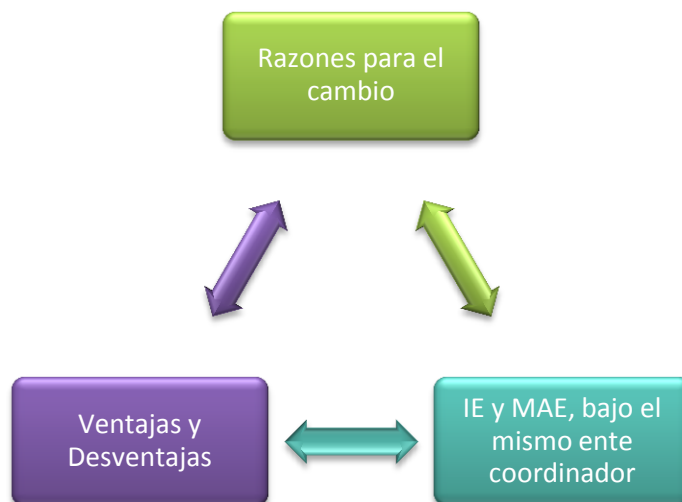 Razones para el
cambio
Ventajas y
Desventajas
IE y MAE, bajo el
mismo ente
coordinador